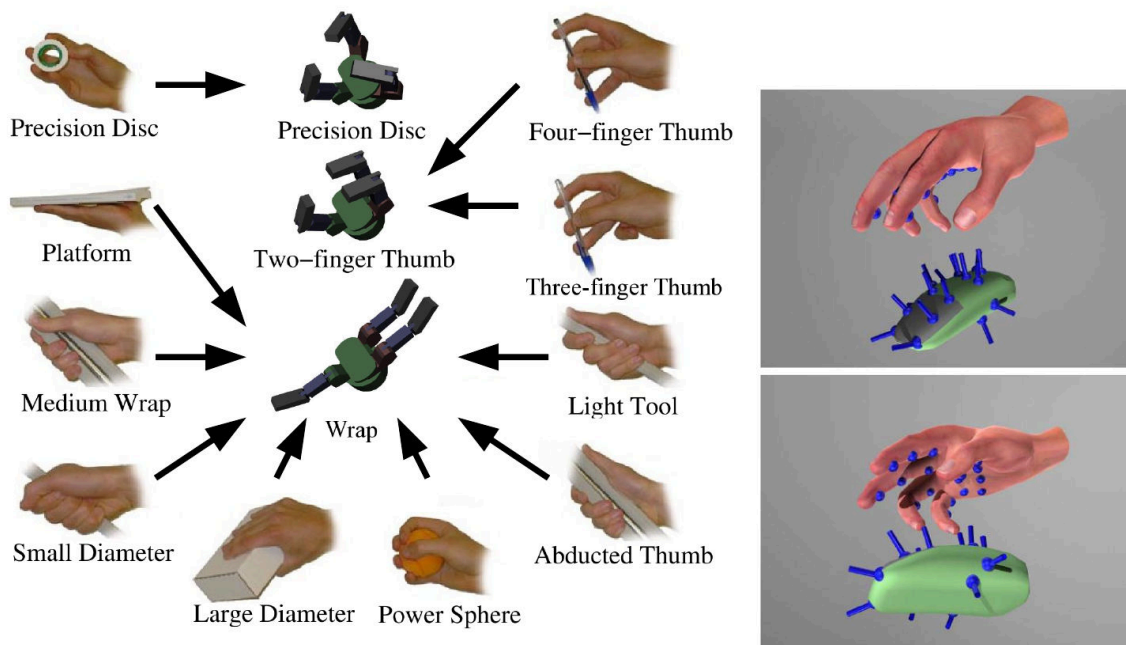 Precision Disc
Precision Disc
Four−finger Thumb
Platform
Two−finger Thumb
Three-finger Thumb
Medium Wrap
Wrap
Light Tool
Small Diameter
Large Diameter
Power Sphere
Abducted Thumb